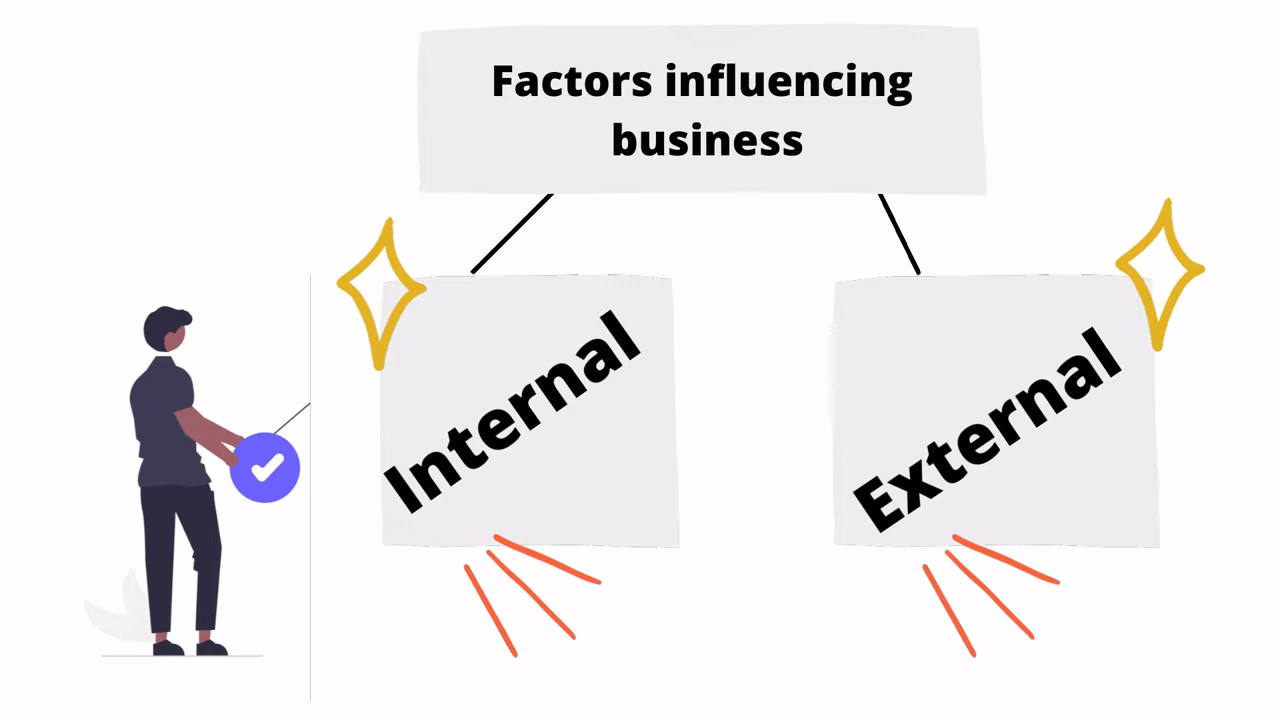 Factors influencing
business
Internal
External